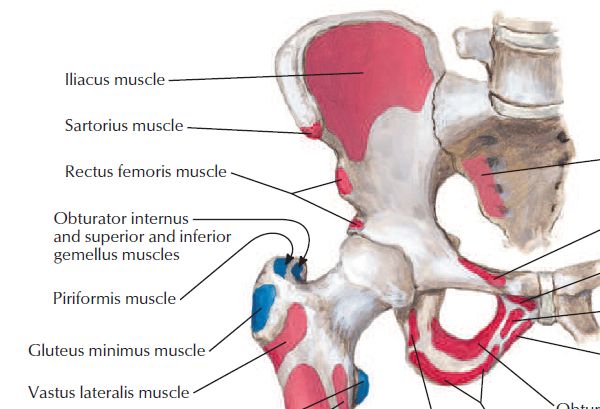 Iliacus muscle
Sartorius muscle
Rectus femoris muscle
Obturator internus
and superior and inferior
gemellus muscles
Piriformis muscle
Gluteus minimus muscle
Vastus lateralis muscle